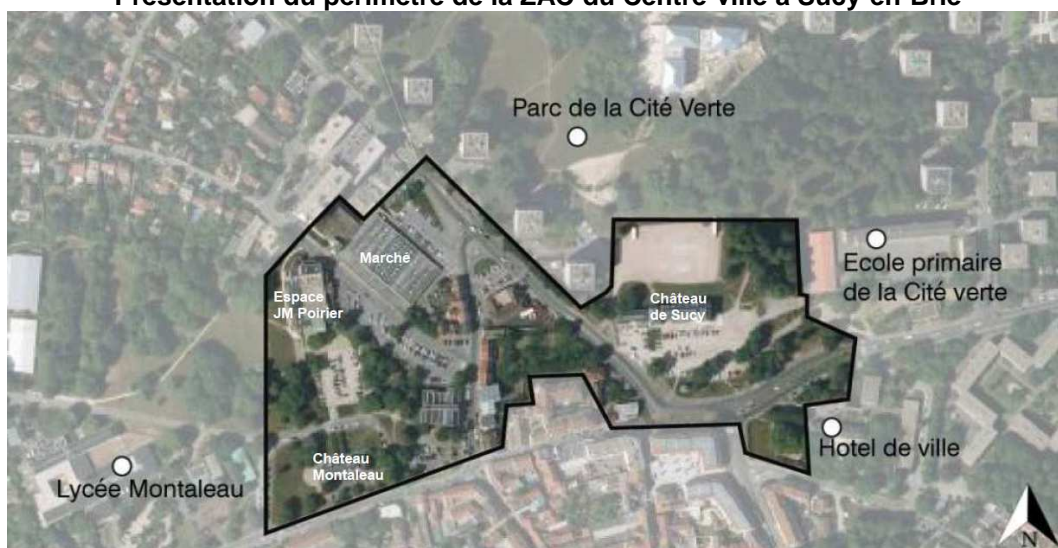 Présentation du périmètre de la ZAC du Centre ville à Sucy-en-Brie
Parc de la Cité Verte
Marché
Ecole primaire
de la Cité verte
Espace
JM Poirier
Château
de Sucy
Hotel de ville
Château
Montaleau
Lycée Montaleau
N